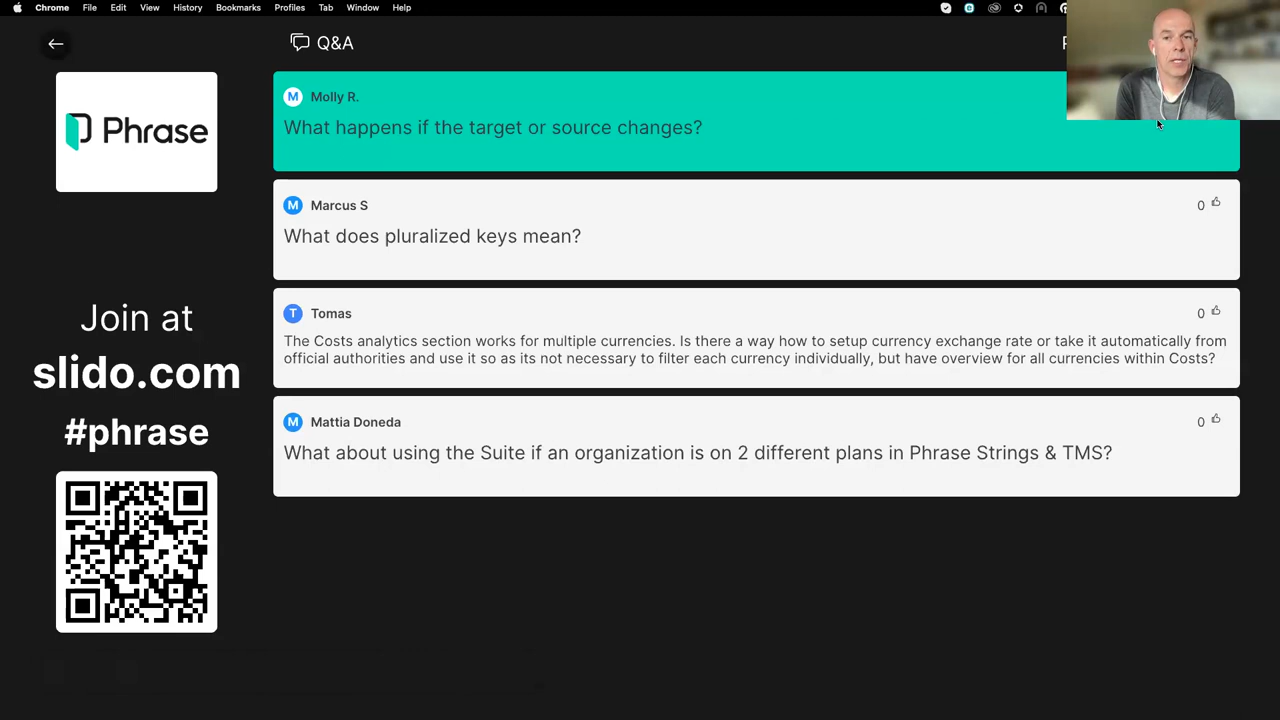 Chrome File Edit View History Bookmarks Profiles Tab Window Help
Q&A
Phrase
M Molly R.
What happens if the target or source changes?
M Marcus S 0
What does pluralized keys mean?
T Tomas 0
The Costs analytics section works for multiple currencies. Is there a way how to setup currency exchange rate or take it automatically from
official authorities and use it so as its not necessary to filter each currency individually, but have overview for all currencies within Costs?
M Mattia Doneda 0
What about using the Suite if an organization is on 2 different plans in Phrase Strings & TMS?
Join at
slido.com
#phrase